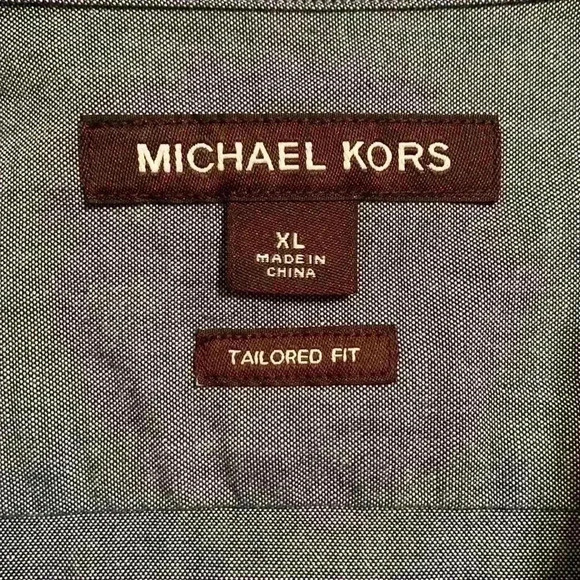 MICHAEL KORS
XL
MADE IN
CHINA
TAILORED FIT